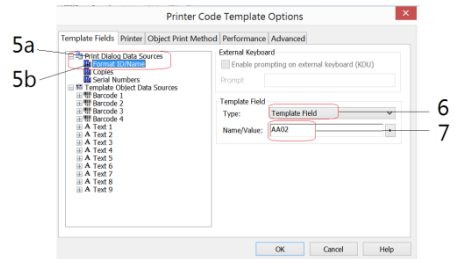 Printer Code Template Options
×
Template Fields Printer Object Print Method Performance Advanced
5a
Print Dialog Data Sources
5b
Format ID/Name
Copies
Serial Numbers
Template Object Data Sources
Barcode 1
Barcode 2
Barcode 3
Barcode 4
A Text 1
A Text 2
A Text 3
A Text 4
A Text 5
A Text 6
A Text 7
A Text 8
A Text 9
External Keyboard
Enable prompting on external keyboard (KDU)
Prompt
Template Field
Type: Template Field
6
Name/Value: AA02
7
OK Cancel Help